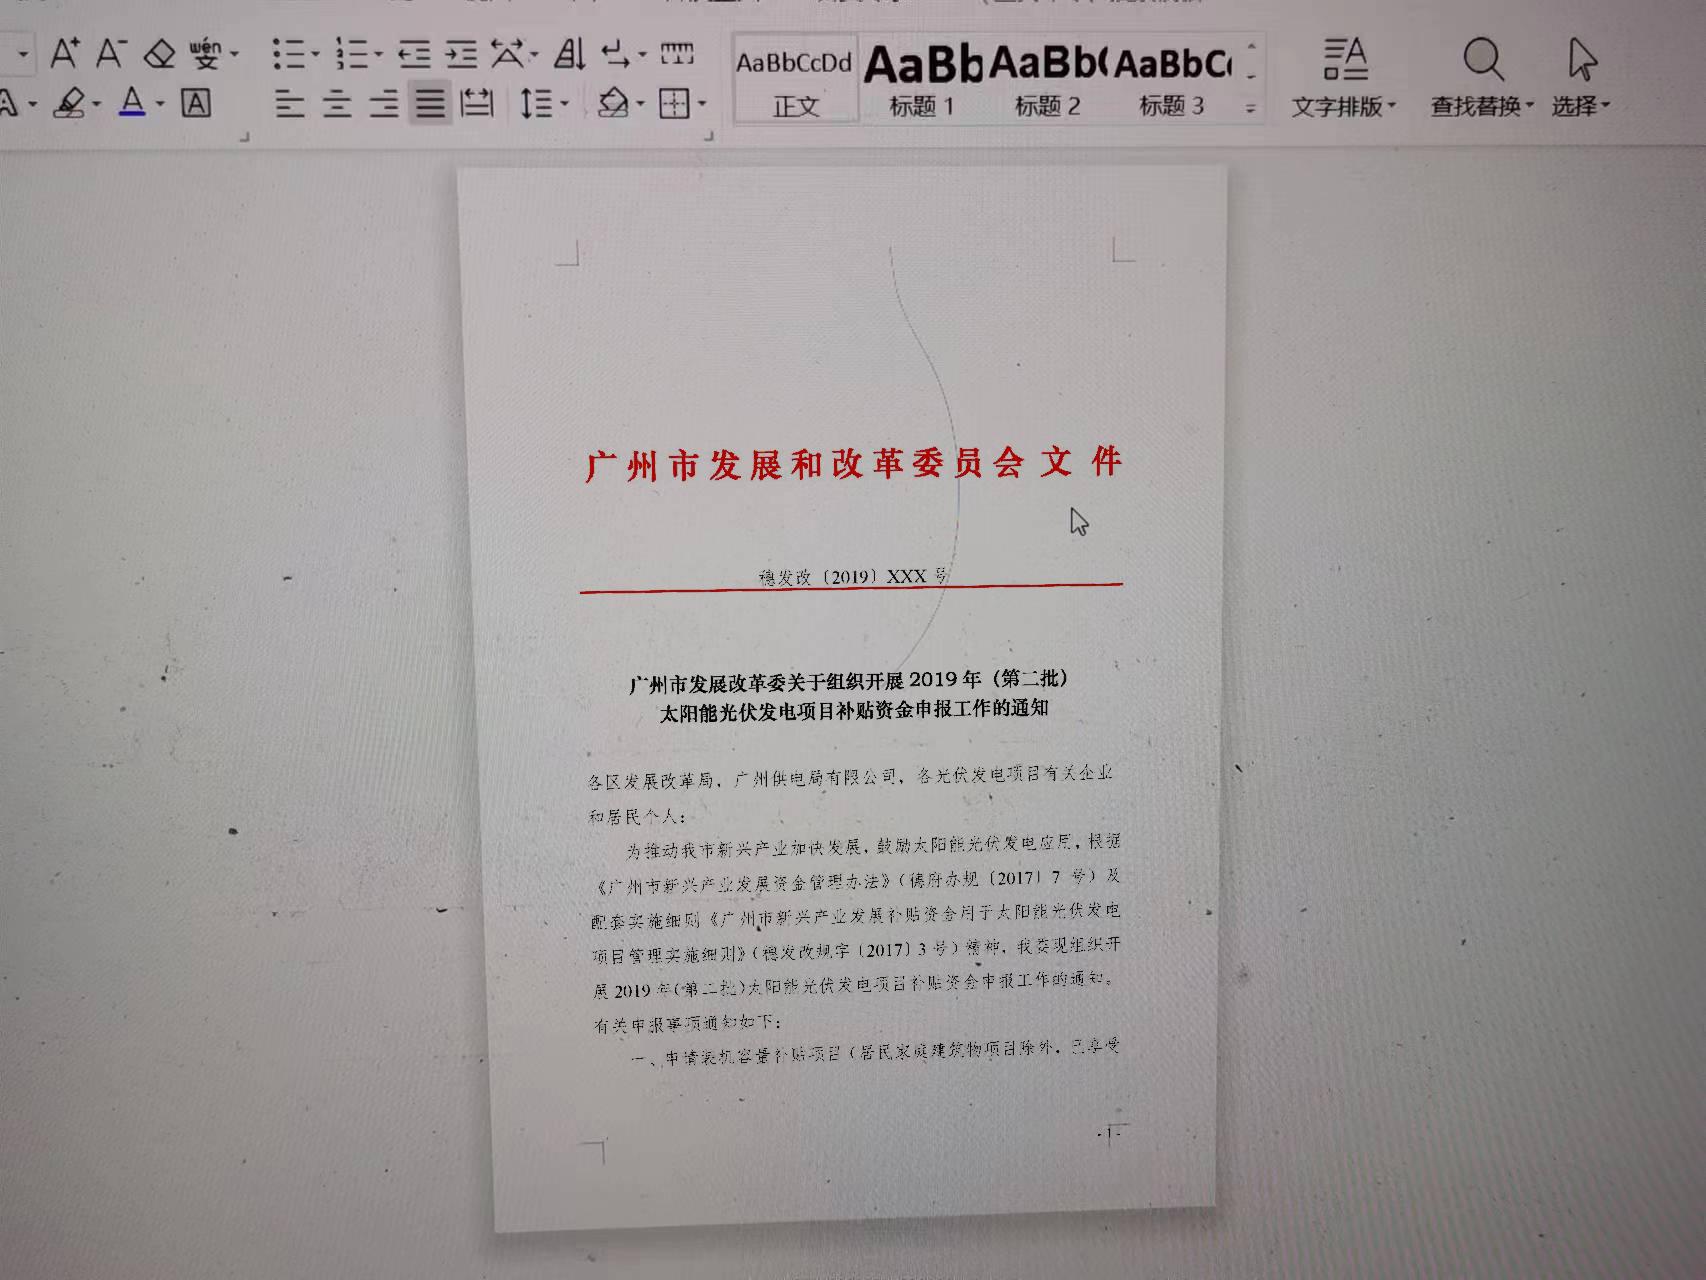 wén
AaBbCcDd
AaBb
AaBb(
AaBbC
正文
标题 1
标题 2
标题 3
文字排版
查找替换
选择
广州市发展和改革委员会文件
穗发改〔2019〕XXX 号
广州市发展改革委关于组织开展 2019 年（第二批）
太阳能光伏发电项目补贴资金申报工作的通知
各区发展改革局，广州供电局有限公司，各光伏发电项目有关企业
和居民个人：
为推动我市新兴产业加快发展，鼓励太阳能光伏发电应用，根据
《广州市新兴产业发展资金管理办法》（穗府办规〔2017〕7 号）及
配套实施细则《广州市新兴产业发展补贴资金用于太阳能光伏发电
项目管理实施细则》（穗发改规字〔2017〕3 号）精神，我委现组织开
展 2019 年(第二批)太阳能光伏发电项目补贴资金申报工作的通知。
有关申报事项通知如下：
一、申请装机容量补贴项目（居民家庭建筑物项目除外，已享受
-1-